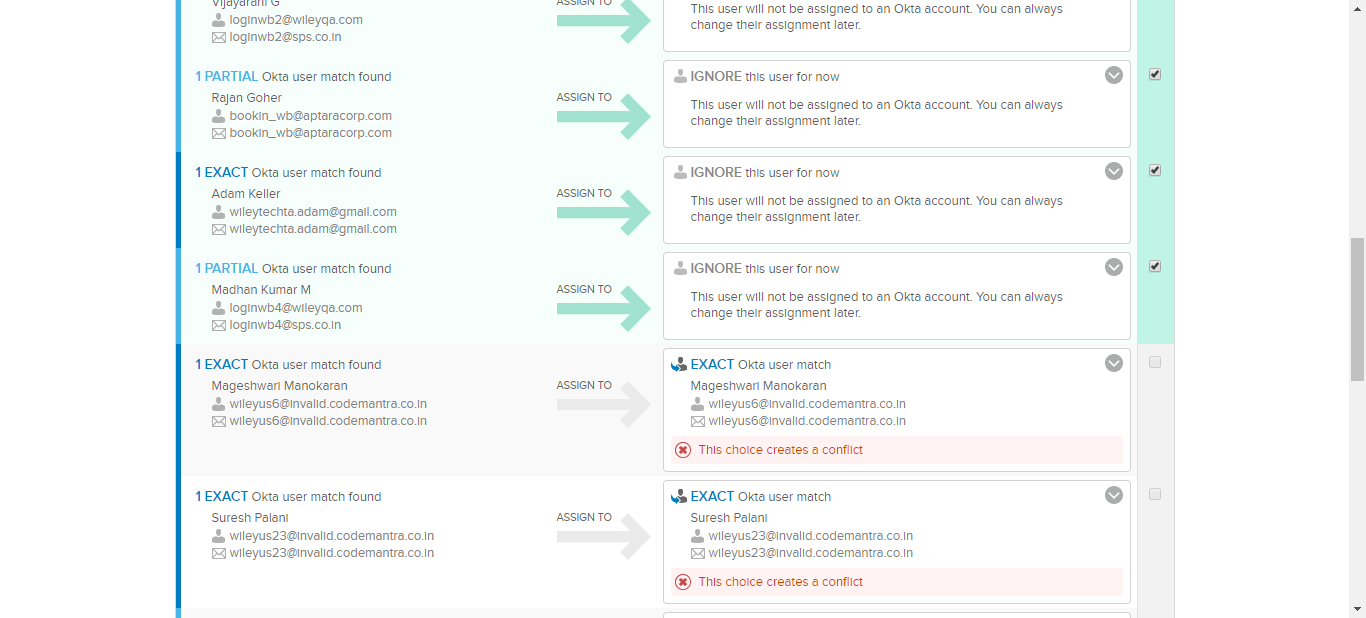 Vijayarani G
ASSIGN TO
loginwb2@wileyqa.com
loginwb2@sps.co.in
This user will not be assigned to an Okta account. You can always
change their assignment later.
1 PARTIAL Okta user match found
Rajan Goher
bookin_wb@aptaracorp.com
bookin_wb@aptaracorp.com
ASSIGN TO
IGNORE this user for now
This user will not be assigned to an Okta account. You can always
change their assignment later.
1 EXACT Okta user match found
Adam Keller
wileytechta.adam@gmail.com
wileytechta.adam@gmail.com
ASSIGN TO
IGNORE this user for now
This user will not be assigned to an Okta account. You can always
change their assignment later.
1 PARTIAL Okta user match found
Madhan Kumar M
loginwb4@wileyqa.com
loginwb4@sps.co.in
ASSIGN TO
IGNORE this user for now
This user will not be assigned to an Okta account. You can always
change their assignment later.
1 EXACT Okta user match found
Mageshwari Manokaran
wileyus6@invalid.codemantra.co.in
wileyus6@invalid.codemantra.co.in
ASSIGN TO
EXACT Okta user match
Mageshwari Manokaran
wileyus6@invalid.codemantra.co.in
wileyus6@invalid.codemantra.co.in
This choice creates a conflict
1 EXACT Okta user match found
Suresh Palani
wileyus23@invalid.codemantra.co.in
wileyus23@invalid.codemantra.co.in
ASSIGN TO
EXACT Okta user match
Suresh Palani
wileyus23@invalid.codemantra.co.in
wileyus23@invalid.codemantra.co.in
This choice creates a conflict